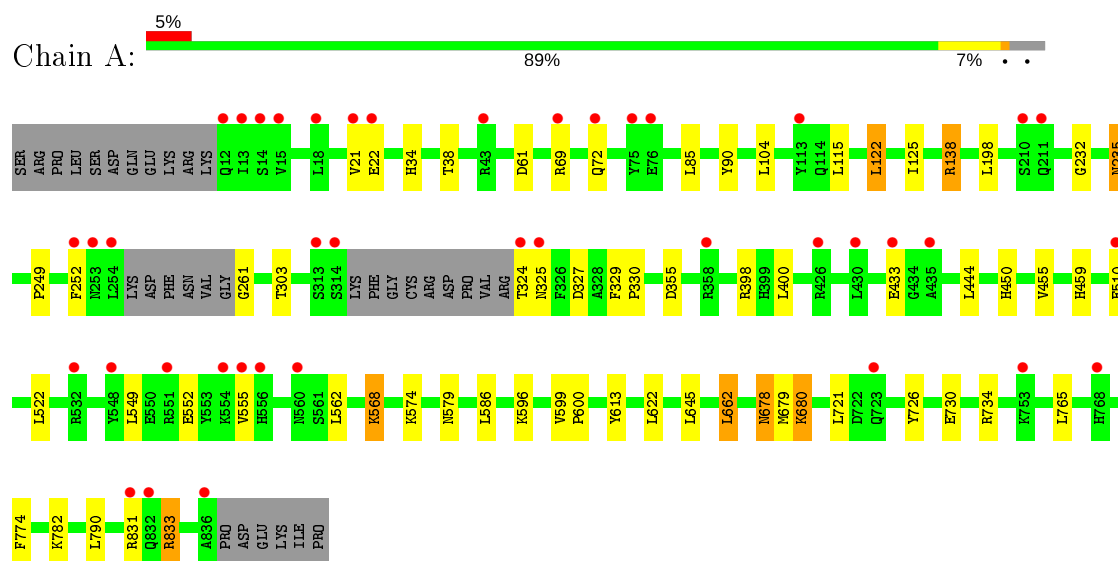 5%
Chain A:
89% 7% • •
SER ARG PRO LEU SER ASP GLN GLU LYS ARG LYS Q12 I13 S14 V15 L18 V21 E22 H34 T38 R43 D61 R69 Q72 Y75 E76 L85 Y90 L104 Y113 Q114 L115 L122 I125 R138 L198 S210 Q211 G232
P249 F252 N253 L254 LYS ASP PHE ASN VAL GLY G261 T303 S313 S314 LYS PHE GLY CYS ARG ASP PRO VAL ARG T324 N325 F326 D327 A328 F329 P330 D355 R358 R398 H399 L400 R426 L430 E433 G434 A435 L444 H450 V455 H459
L522 R532 Y548 L549 E550 R551 E552 Y553 K554 V555 H556 N560 S561 L562 K568 K574 N579 L586 K596 V599 P600 Y613 L622 L645 L662 N678 M679 K680 L721 D722 Q723 Y726 E730 R734 K753 L765 H768
F774 K782 L790 R831 Q832 R833 A836 PRO ASP GLU LYS ILE PRO